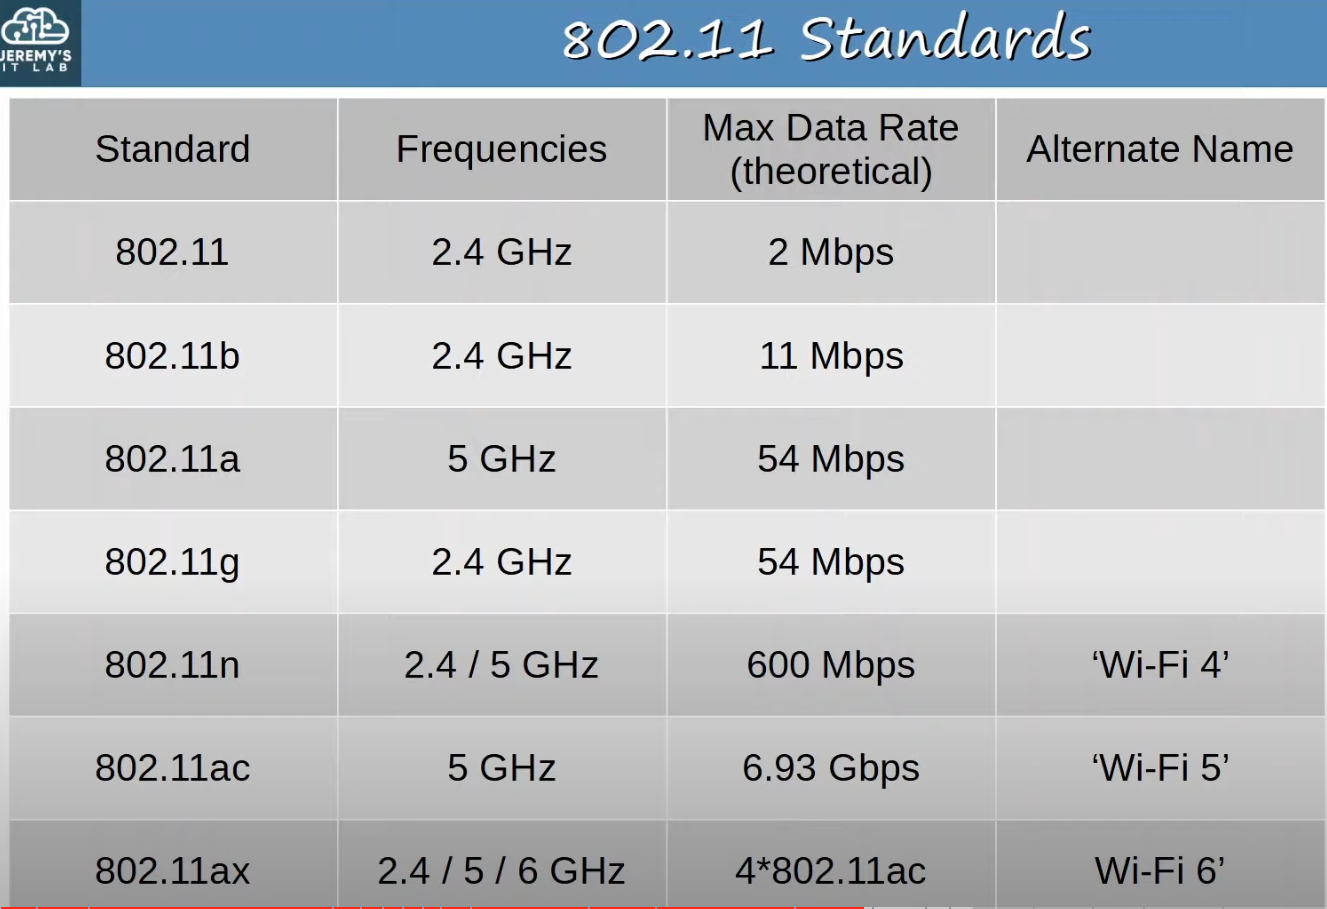 JEREMY'S
IT LAB
802.11 Standards
Standard Frequencies Max Data Rate (theoretical) Alternate Name
802.11 2.4 GHz 2 Mbps
802.11b 2.4 GHz 11 Mbps
802.11a 5 GHz 54 Mbps
802.11g 2.4 GHz 54 Mbps
802.11n 2.4 / 5 GHz 600 Mbps ‘Wi-Fi 4’
802.11ac 5 GHz 6.93 Gbps ‘Wi-Fi 5’
802.11ax 2.4 / 5 / 6 GHz 4*802.11ac Wi-Fi 6’